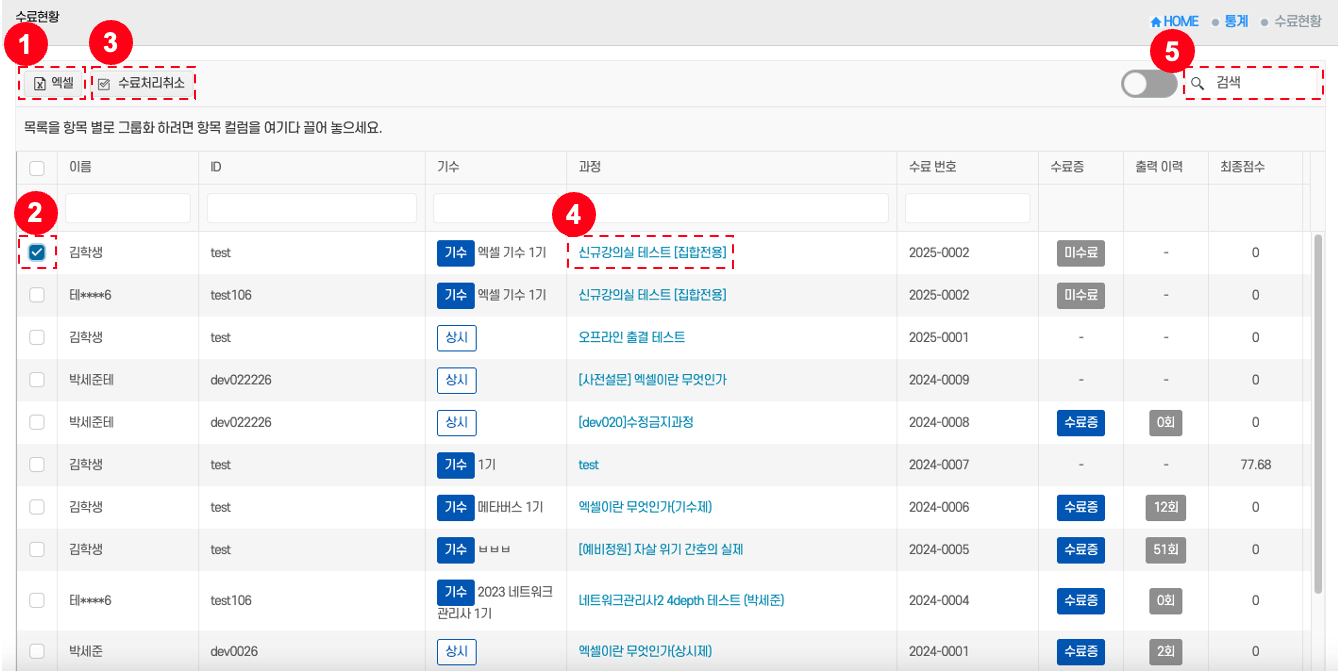 수료현황
HOME 통계 수료현황
1 3 5
엑셀 수료처리취소 검색
목록을 항목 별로 그룹화 하려면 항목 컬럼을 여기다 끌어 놓으세요.
이름 ID 기수 과정 수료 번호 수료증 출력 이력 최종점수
2 4
김학생 test 기수 엑셀 기수 1기 신규강의실 테스트 [집합전용] 2025-0002 미수료 - 0
테****6 test106 기수 엑셀 기수 1기 신규강의실 테스트 [집합전용] 2025-0002 미수료 - 0
김학생 test 상시 오프라인 출결 테스트 2025-0001 - - 0
박세준테 dev022226 상시 [사전설문] 엑셀이란 무엇인가 2024-0009 - - 0
박세준테 dev022226 상시 [dev020]수정금지과정 2024-0008 수료증 0회 0
김학생 test 기수 1기 test 2024-0007 - - 77.68
김학생 test 기수 메타버스 1기 엑셀이란 무엇인가(기수제) 2024-0006 수료증 12회 0
김학생 test 기수 ㅂㅂㅂ [예비정원] 자살 위기 간호의 실제 2024-0005 수료증 51회 0
테****6 test106 기수 2023 네트워크 네트워크관리사2 4depth 테스트 (박세준) 2024-0004 수료증 0회 0
관리사 1기
박세준 dev0026 상시 엑셀이란 무엇인가(상시제) 2024-0001 수료증 2회 0